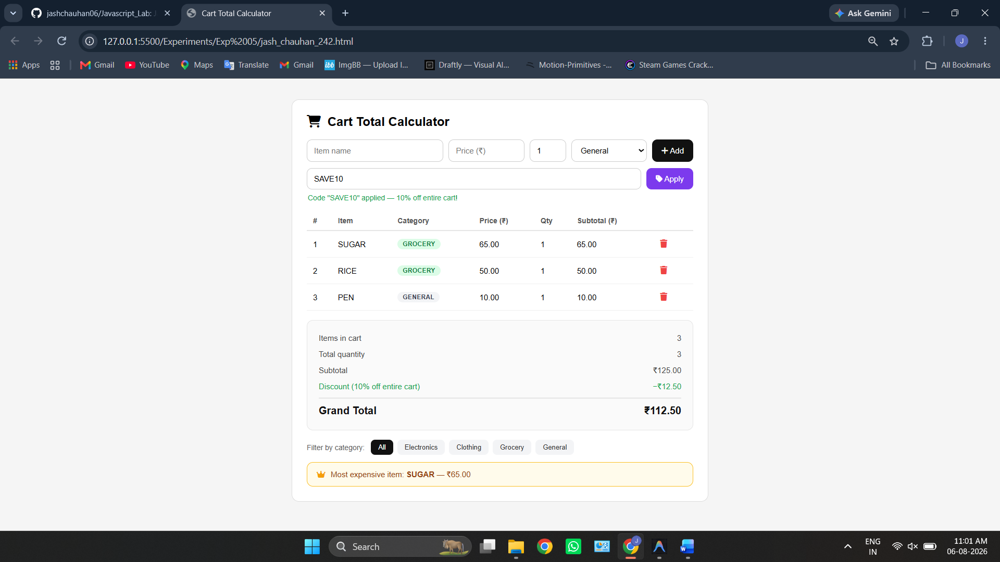 jashchauhan06/Javascript_Lab: J
Cart Total Calculator
Ask Gemini
127.0.0.1:5500/Experiments/Exp%2005/jash_chauhan_242.html
J
Apps
Gmail
YouTube
Maps
Translate
Gmail
ibb ImgBB — Upload I...
Draftly — Visual AI...
Motion-Primitives -...
Steam Games Crack...
All Bookmarks
Cart Total Calculator
Item name
Price (₹)
1
General
Add
SAVE10
Apply
Code "SAVE10" applied — 10% off entire cart!
# Item Category Price (₹) Qty Subtotal (₹)
1 SUGAR GROCERY 65.00 1 65.00
2 RICE GROCERY 50.00 1 50.00
3 PEN GENERAL 10.00 1 10.00
Items in cart 3
Total quantity 3
Subtotal ₹125.00
Discount (10% off entire cart) −₹12.50
Grand Total ₹112.50
Filter by category: All Electronics Clothing Grocery General
Most expensive item: SUGAR — ₹65.00
Search
J
W
ENG
IN
11:01 AM
06-08-2026